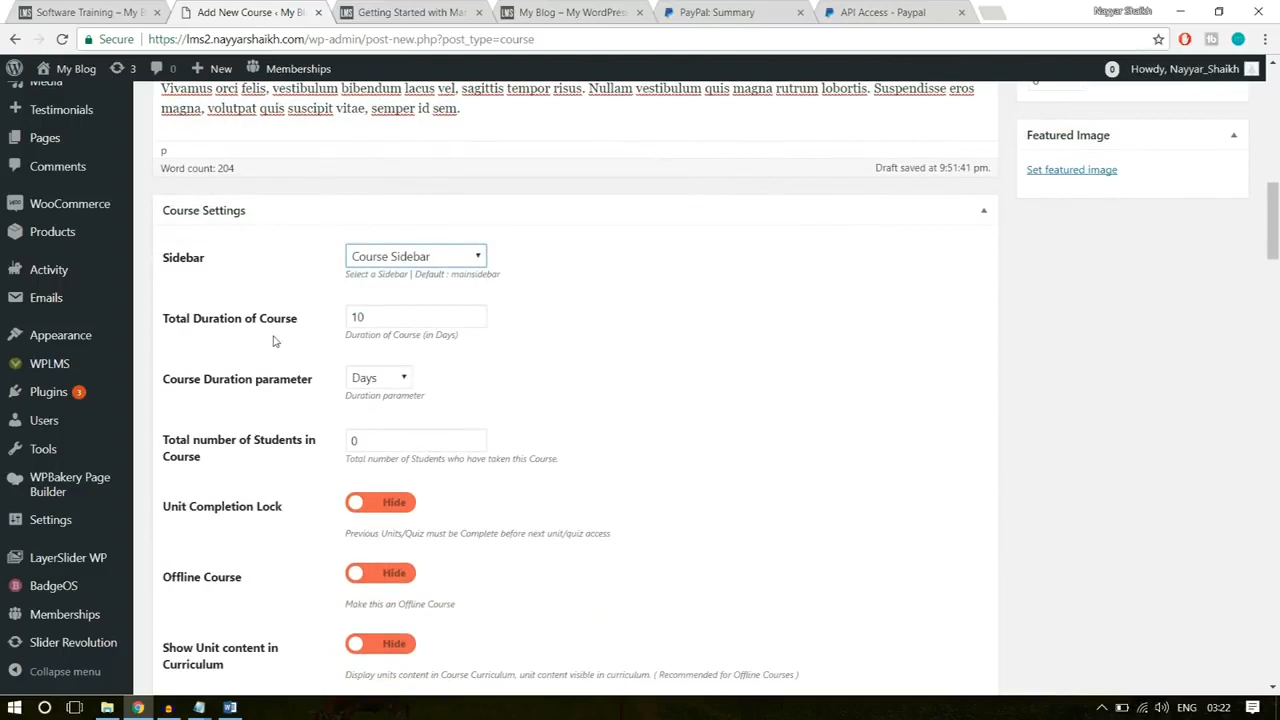 Software Training – My B
Add New Course ‹ My Bl
Getting Started with Mar
My Blog – My WordPress
PayPal: Summary
API Access - Paypal
Nayyar Shaikh
Secure
https://lms2.nayyarshaikh.com/wp-admin/post-new.php?post_type=course
My Blog
3
0
New
Memberships
0
Howdy, Nayyar_Shaikh
Media
Testimonials
Pages
Comments
WooCommerce
Products
Activity
Emails
Appearance
WPLMS
Plugins 3
Users
Tools
WPBakery Page
Builder
Settings
LayerSlider WP
BadgeOS
Memberships
Slider Revolution
Collapse menu
Vivamus orci felis, vestibulum bibendum lacus vel, sagittis tempor risus. Nullam vestibulum quis magna rutrum lobortis. Suspendisse eros
magna, volutpat quis suscipit vitae, semper id sem.
p
Word count: 204
Draft saved at 9:51:41 pm.
Course Settings
Sidebar
Course Sidebar
Select a Sidebar | Default : mainsidebar
Total Duration of Course
10
Duration of Course (in Days)
Course Duration parameter
Days
Duration parameter
Total number of Students in
Course
0
Total number of Students who have taken this Course.
Unit Completion Lock
Hide
Previous Units/Quiz must be Complete before next unit/quiz access
Offline Course
Hide
Make this an Offline Course
Show Unit content in
Curriculum
Hide
Display units content in Course Curriculum, unit content visible in curriculum. ( Recommended for Offline Courses )
Featured Image
Set featured image
ENG
03:22